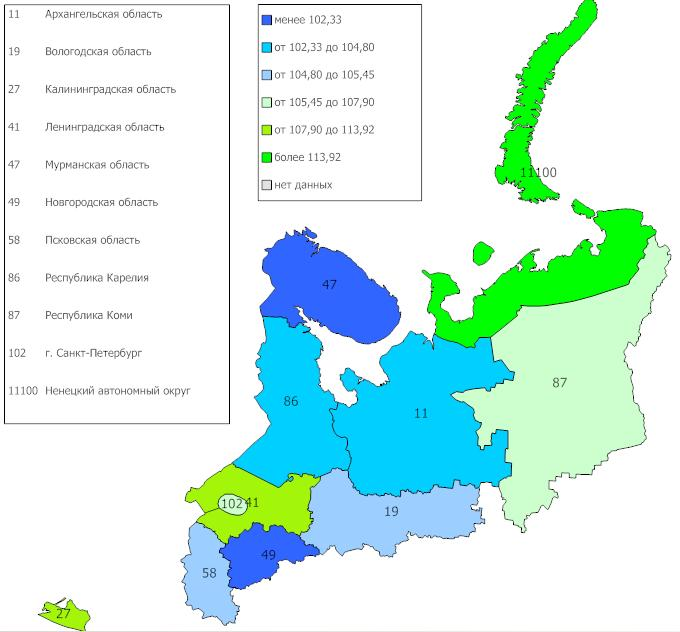 11 Архангельская область
19 Вологодская область
27 Калининградская область
41 Ленинградская область
47 Мурманская область
49 Новгородская область
58 Псковская область
86 Республика Карелия
87 Республика Коми
102 г. Санкт-Петербург
11100 Ненецкий автономный округ
менее 102,33
от 102,33 до 104,80
от 104,80 до 105,45
от 105,45 до 107,90
от 107,90 до 113,92
более 113,92
нет данных
11100
47
87
86
11
102 41
19
49
58
27